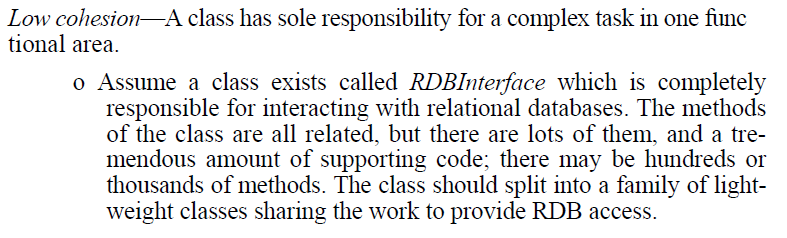 Low cohesion—A class has sole responsibility for a complex task in one func
tional area.
o Assume a class exists called RDBInterface which is completely
responsible for interacting with relational databases. The methods
of the class are all related, but there are lots of them, and a tre-
mendous amount of supporting code; there may be hundreds or
thousands of methods. The class should split into a family of light-
weight classes sharing the work to provide RDB access.